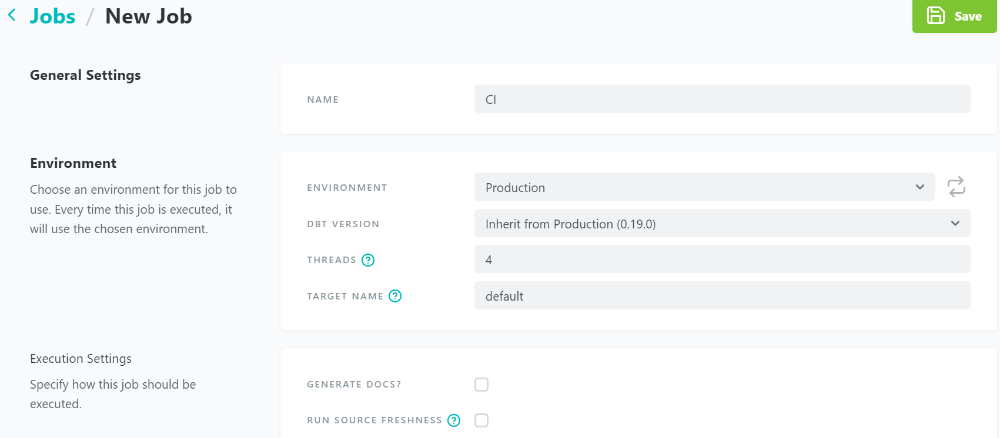 Jobs / New Job
Save
General Settings
NAME
CI
Environment
Choose an environment for this job to
use. Every time this job is executed, it
will use the chosen environment.
ENVIRONMENT
Production
DBT VERSION
Inherit from Production (0.19.0)
THREADS ?
4
TARGET NAME ?
default
Execution Settings
Specify how this job should be
executed.
GENERATE DOCS?
RUN SOURCE FRESHNESS ?